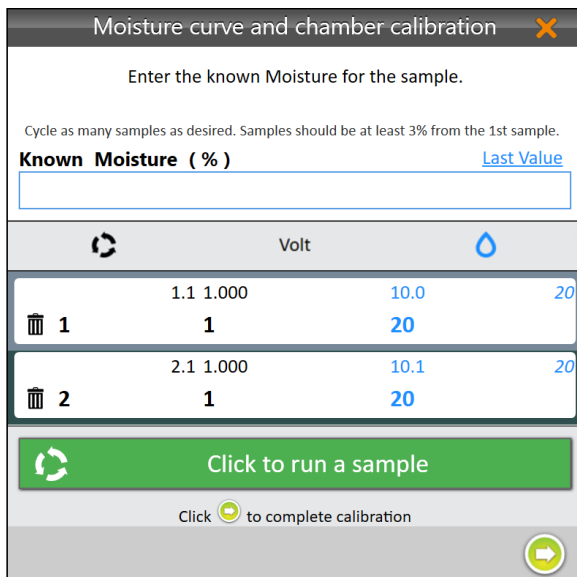 Moisture curve and chamber calibration
Enter the known Moisture for the sample.
Cycle as many samples as desired. Samples should be at least 3% from the 1st sample.
Known Moisture ( % ) Last Value
Volt
1.1 1.000 10.0 20
1 1 20
2.1 1.000 10.1 20
2 1 20
Click to run a sample
Click to complete calibration